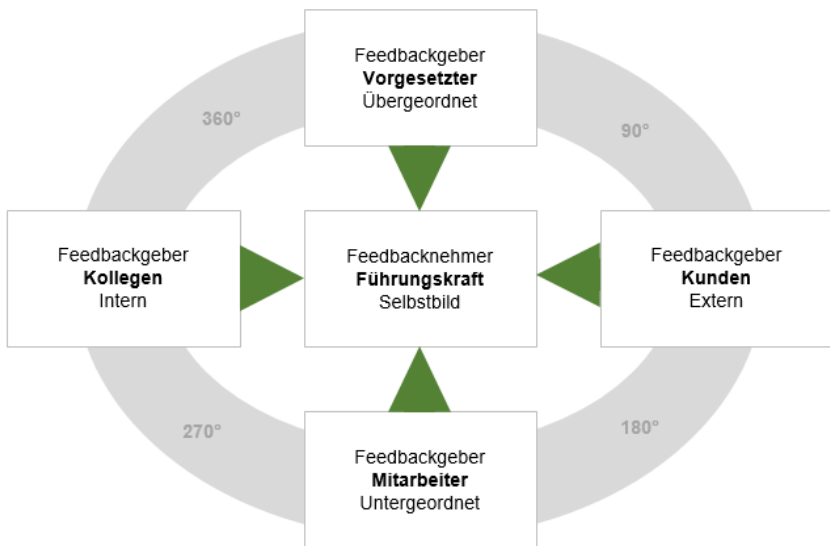 Feedbackgeber
Vorgesetzter
Übergeordnet
360°
90°
Feedbackgeber
Kollegen
Intern
Feedbacknehmer
Führungskraft
Selbstbild
Feedbackgeber
Kunden
Extern
270°
180°
Feedbackgeber
Mitarbeiter
Untergeordnet